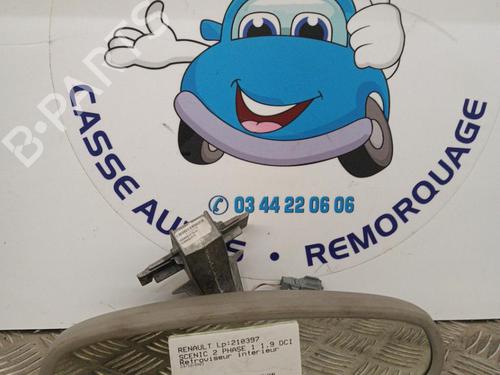 B-PARTS
CASSE AUTOS - REMORQUAGE
03 44 22 06 06
RENAULT Lp:210397
SCENIC 2 PHASE 1 1.9 DCI
Retroviseur interieur